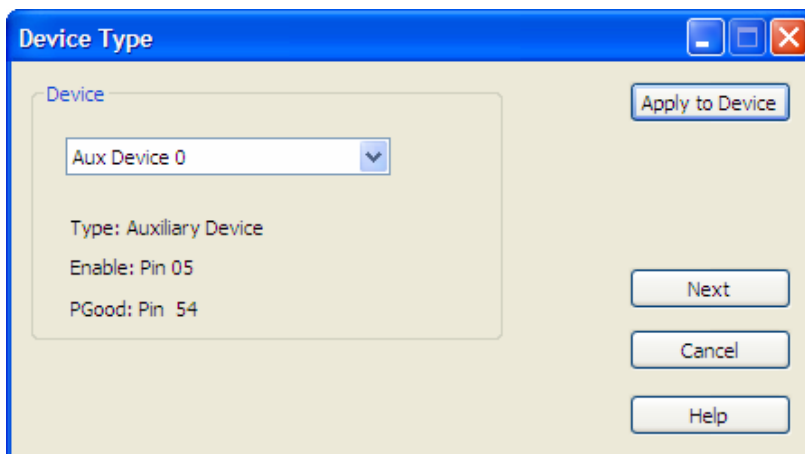 Device Type
Device
Apply to Device
Aux Device 0
Type: Auxiliary Device
Enable: Pin 05
PGood: Pin  54
Next
Cancel
Help